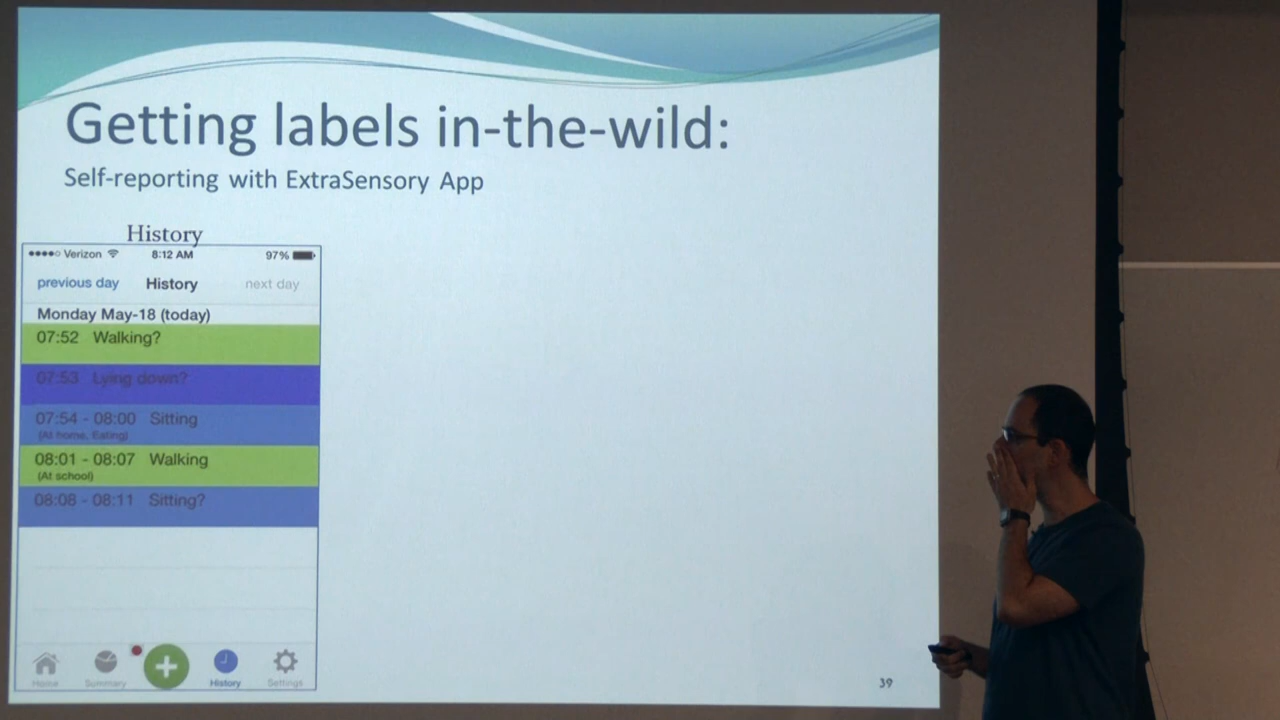 Getting labels in-the-wild:
Self-reporting with ExtraSensory App
History
Verizon 8:12 AM 97%
previous day History next day
Monday May-18 (today)
07:52 Walking?
07:53 Lying down?
07:54 - 08:00 Sitting
(At home, Eating)
08:01 - 08:07 Walking
(At school)
08:08 - 08:11 Sitting?
Home Summary History Settings
39